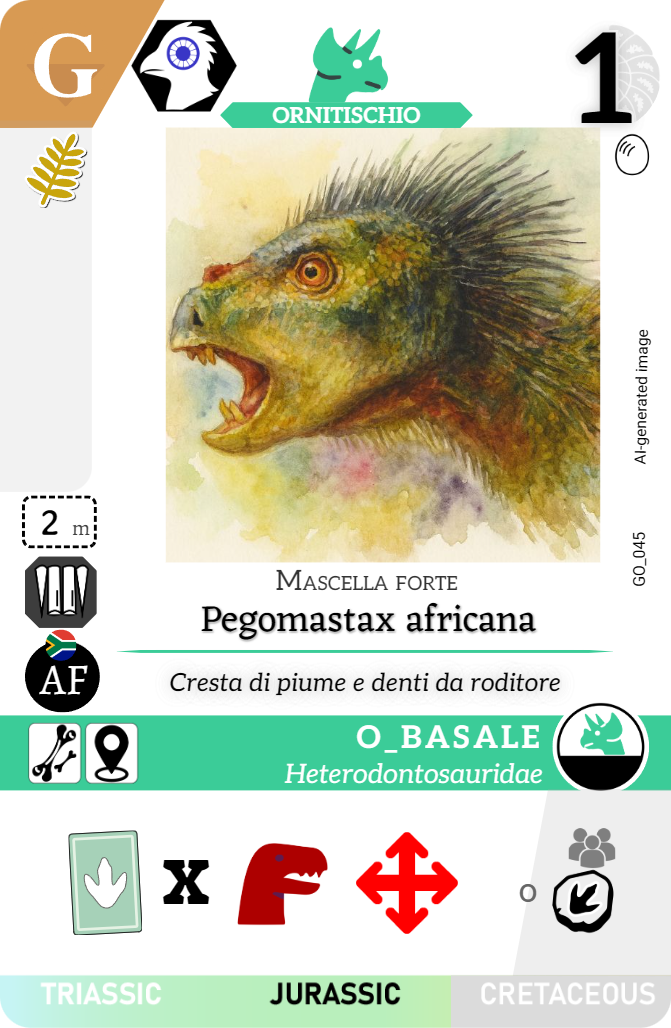 G
ORNITISCHIO
1
AI-generated image
GO_045
2 m
AF
Mascella forte
Pegomastax africana
Cresta di piume e denti da roditore
O_BASALE
Heterodontosauridae
x
o
TRIASSIC JURASSIC CRETACEOUS